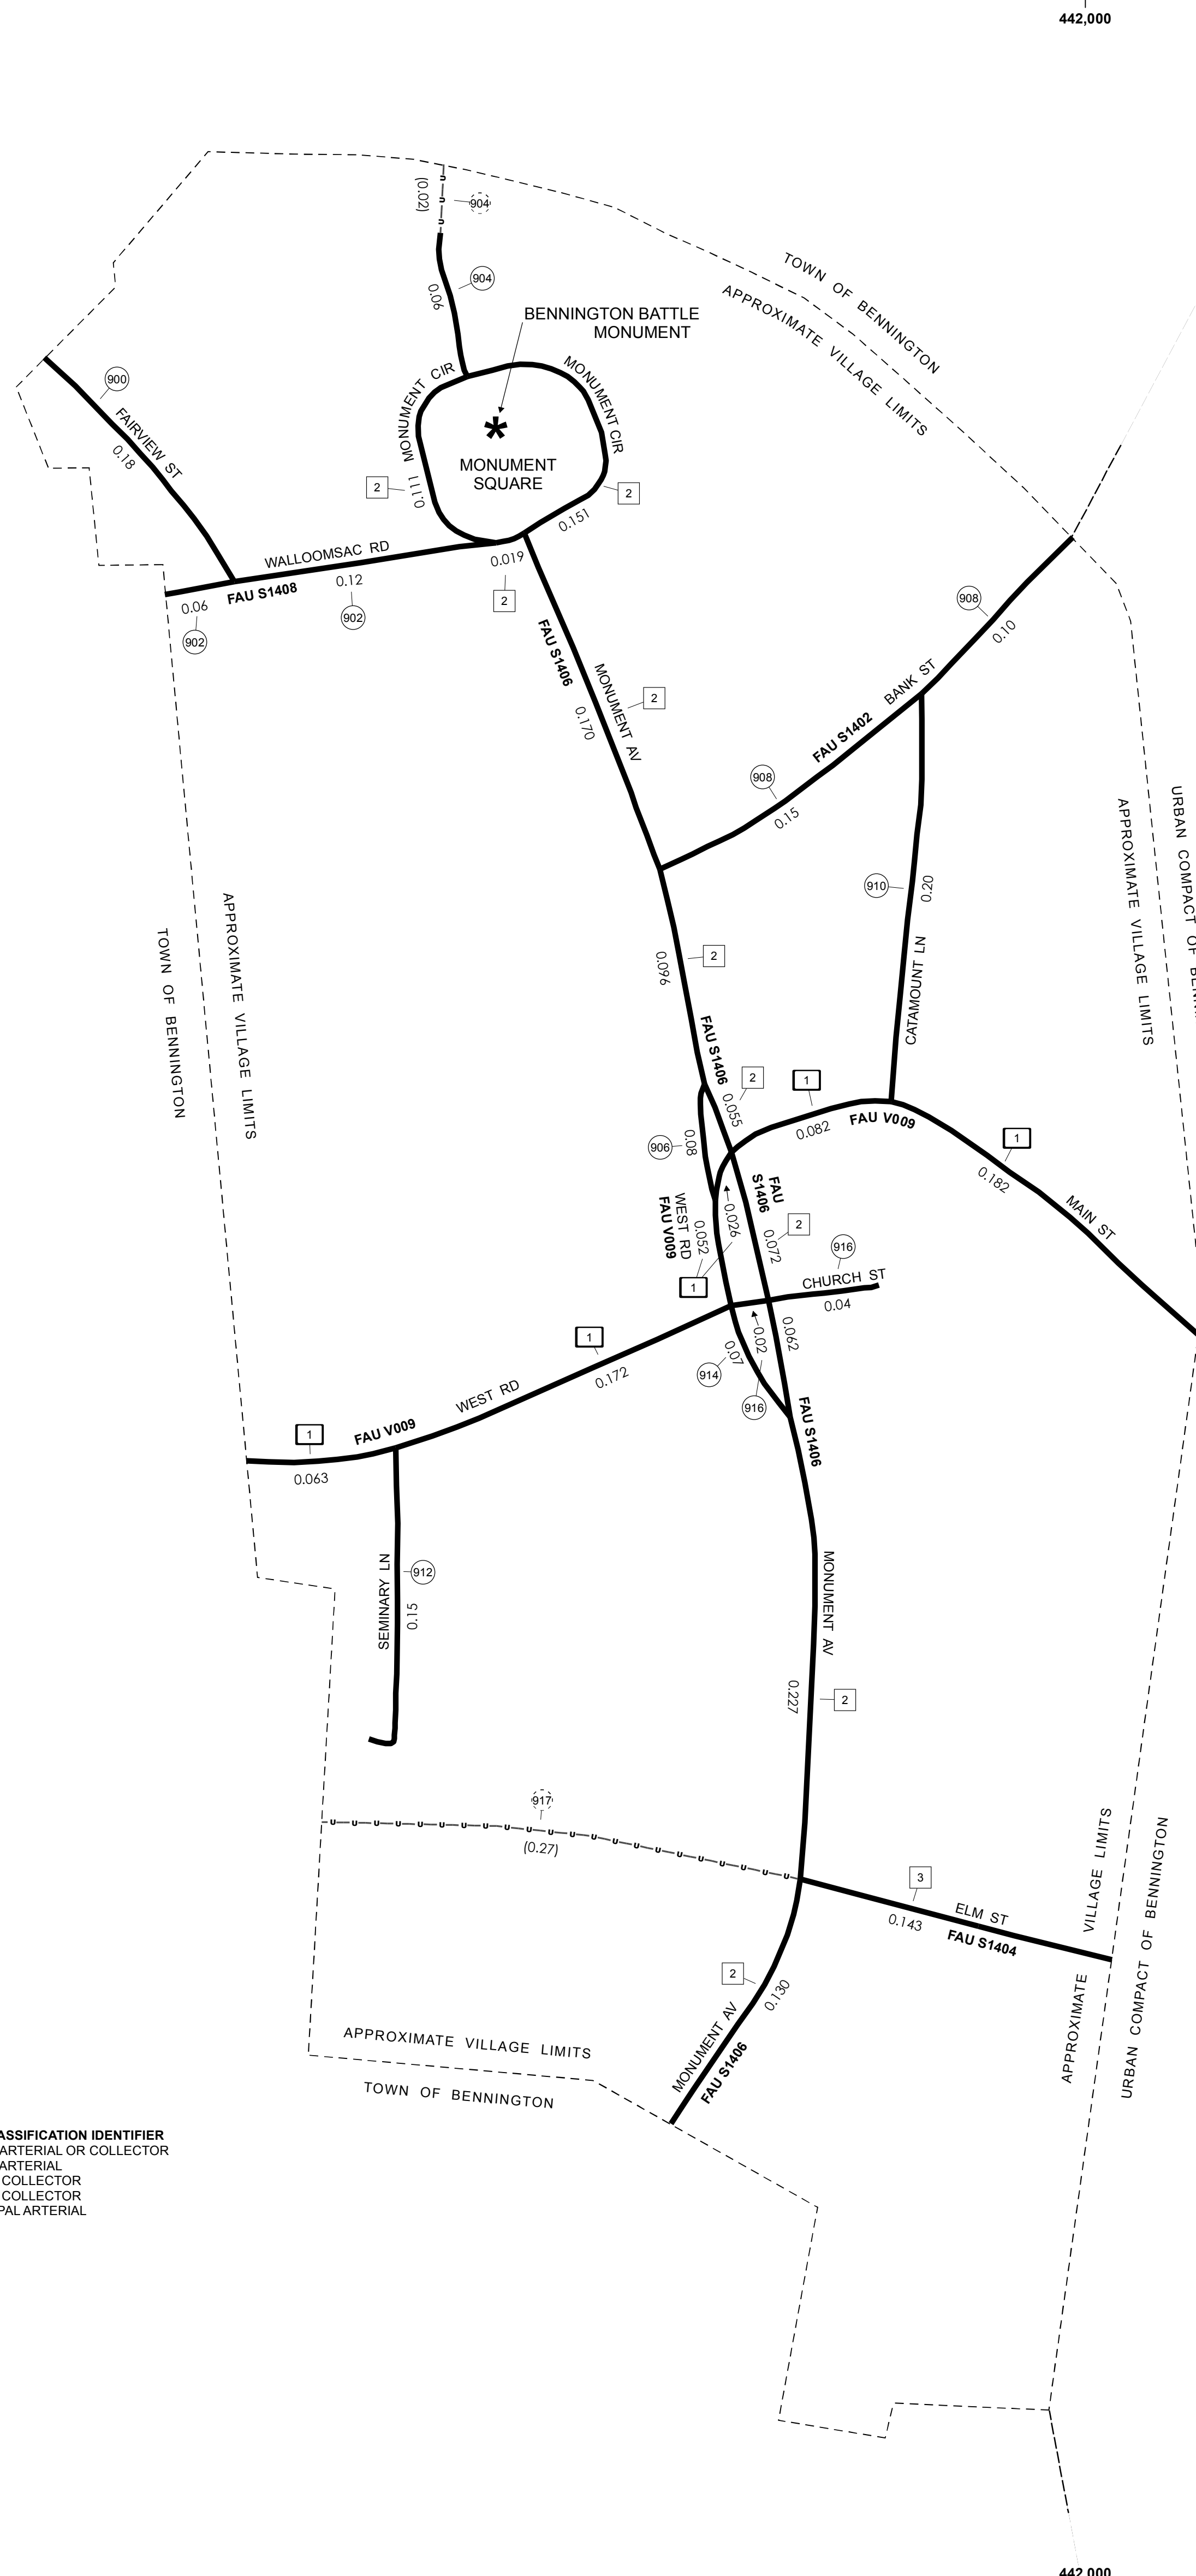 442,000
(0.02)
904
904
0.06
BENNINGTON BATTLE
MONUMENT
TOWN OF BENNINGTON
APPROXIMATE VILLAGE LIMITS
900
FAIRVIEW ST
0.18
MONUMENT CIR
MONUMENT CIR
*
MONUMENT
SQUARE
2
0.111
2
0.151
WALLOOMSAC RD
0.019
2
0.12
FAU S1408
0.06
902
902
908
0.10
FAU S1406
MONUMENT AV
2
0.170
BANK ST
FAU S1402
908
0.15
URBAN COMPACT OF BENN
APPROXIMATE VILLAGE LIMITS
910
0.20
CATAMOUNT LN
APPROXIMATE VILLAGE LIMITS
TOWN OF BENNINGTON
2
0.096
FAU S1406
2
0.055
1
0.082
FAU V009
1
0.182
MAIN ST
906
0.08
FAU
S1406
WEST RD
FAU V009
0.052
0.026
0.072
2
916
1
CHURCH ST
0.04
1
0.172
0.07
0.02
0.062
914
916
WEST RD
FAU V009
1
0.063
FAU S1406
SEMINARY LN
912
0.15
MONUMENT AV
0.227
2
917
(0.27)
3
ELM ST
0.143
FAU S1404
VILLAGE LIMITS
APPROXIMATE
URBAN COMPACT OF BENNINGTON
2
0.130
MONUMENT AV
FAU S1406
APPROXIMATE VILLAGE LIMITS
TOWN OF BENNINGTON
ASSIFICATION IDENTIFIER
ARTERIAL OR COLLECTOR
ARTERIAL
COLLECTOR
COLLECTOR
PAL ARTERIAL
442,000